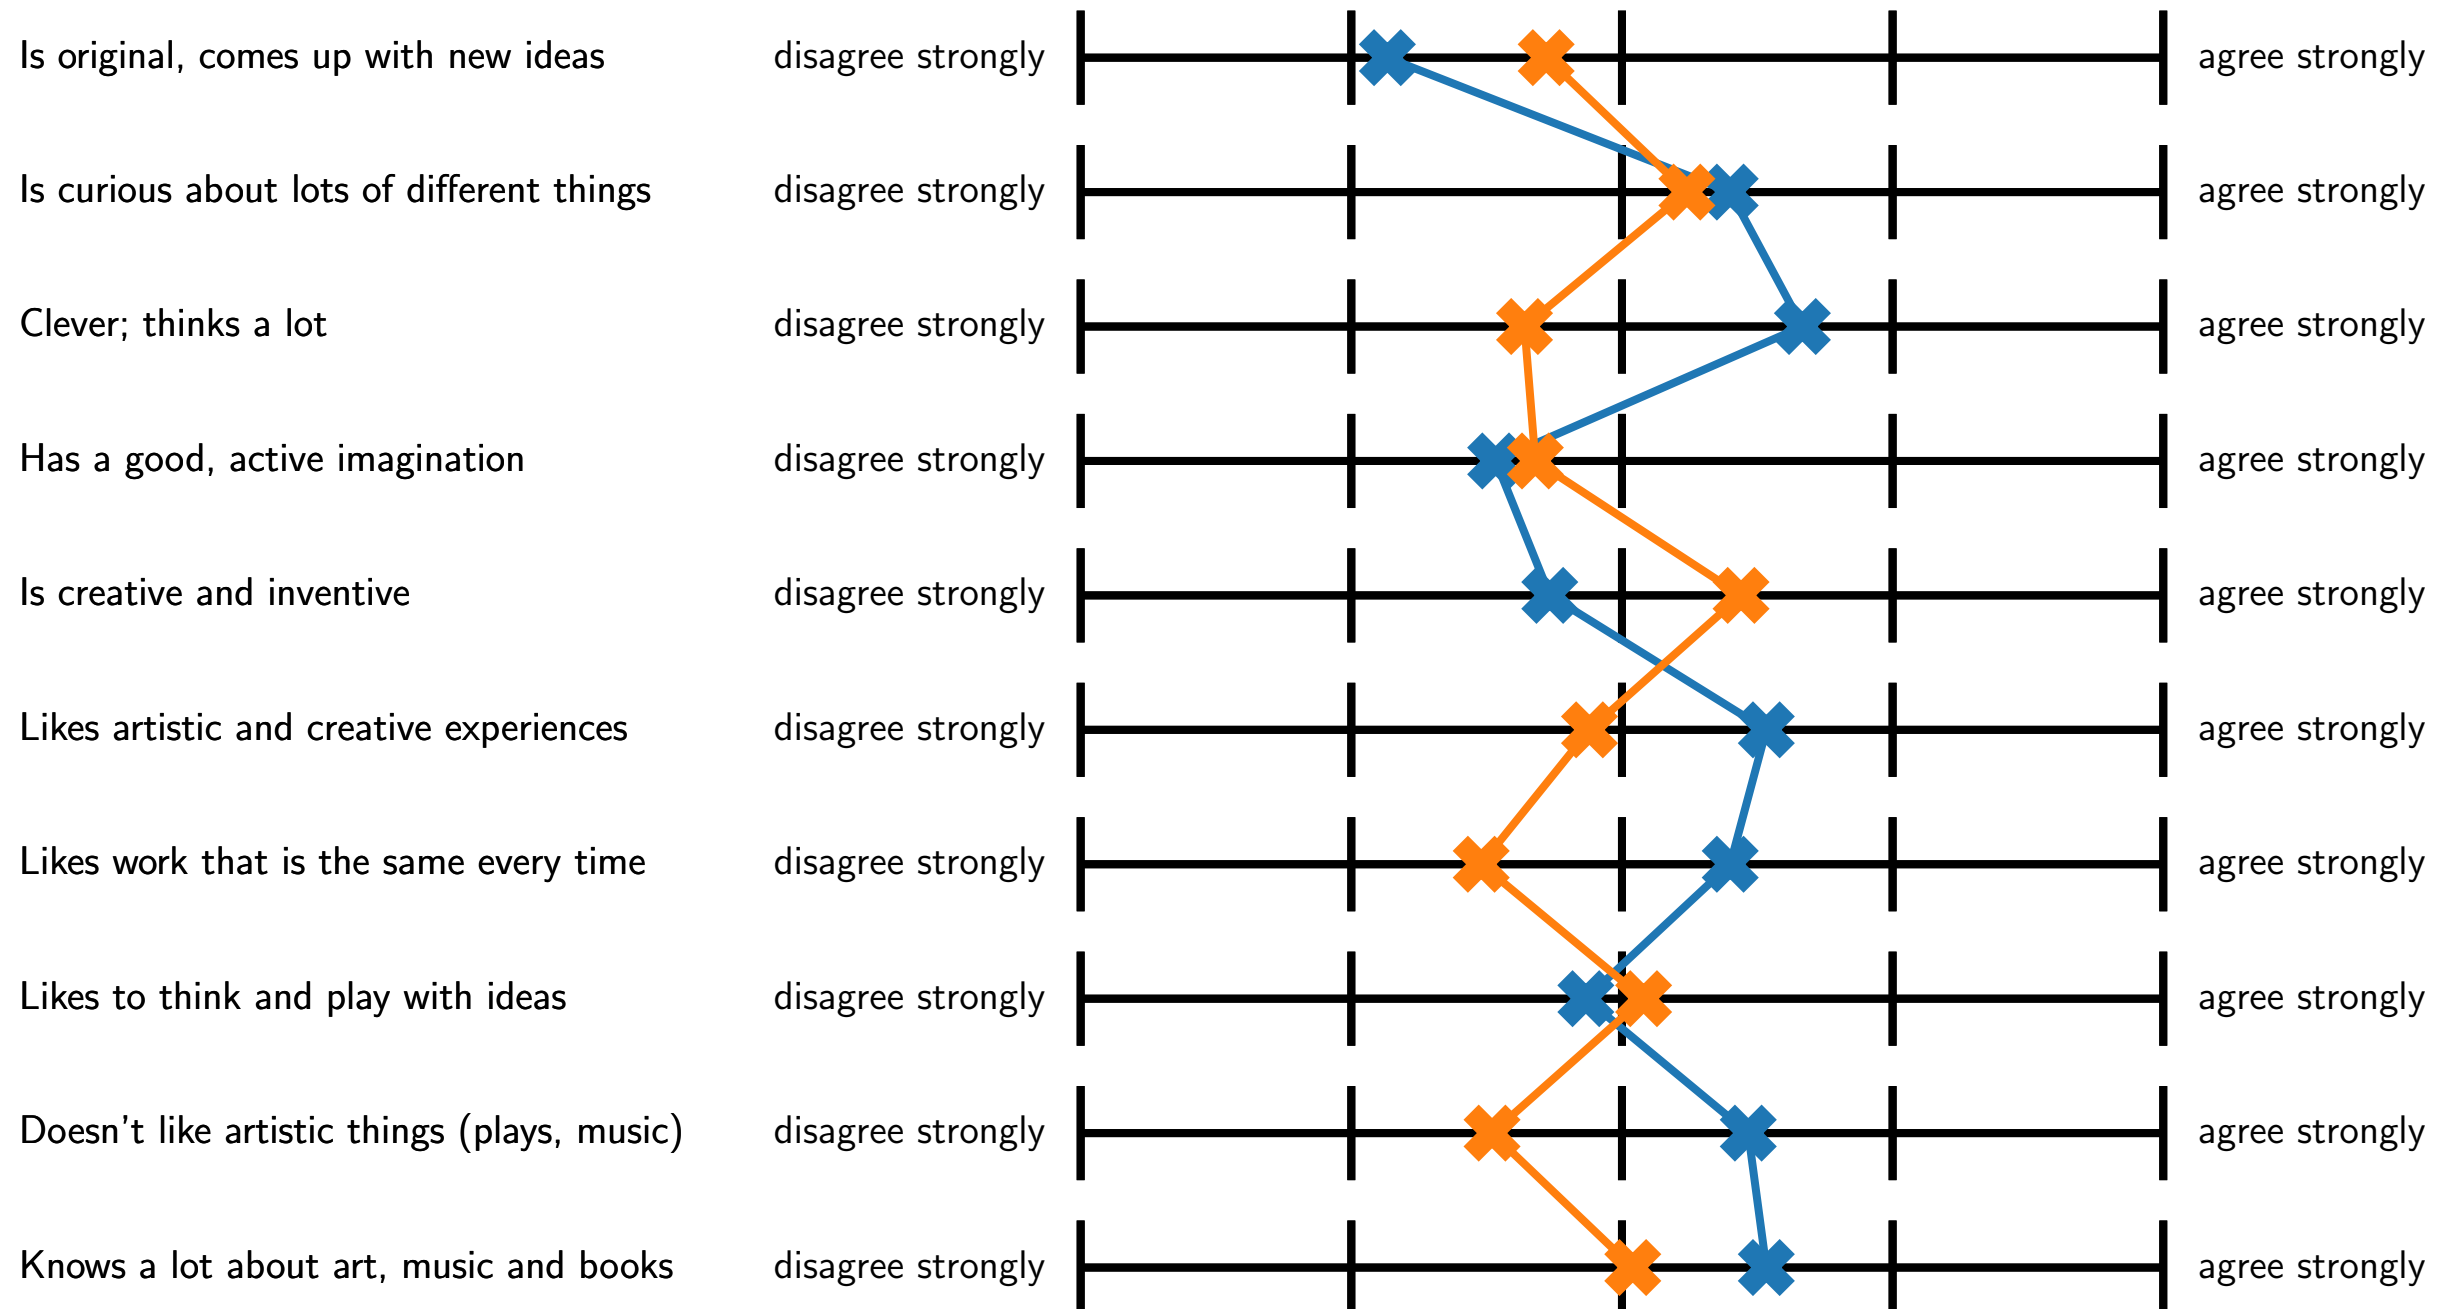 Is original, comes up with new ideas disagree strongly agree strongly
Is curious about lots of different things disagree strongly agree strongly
Clever; thinks a lot disagree strongly agree strongly
Has a good, active imagination disagree strongly agree strongly
Is creative and inventive disagree strongly agree strongly
Likes artistic and creative experiences disagree strongly agree strongly
Likes work that is the same every time disagree strongly agree strongly
Likes to think and play with ideas disagree strongly agree strongly
Doesn't like artistic things (plays, music) disagree strongly agree strongly
Knows a lot about art, music and books disagree strongly agree strongly